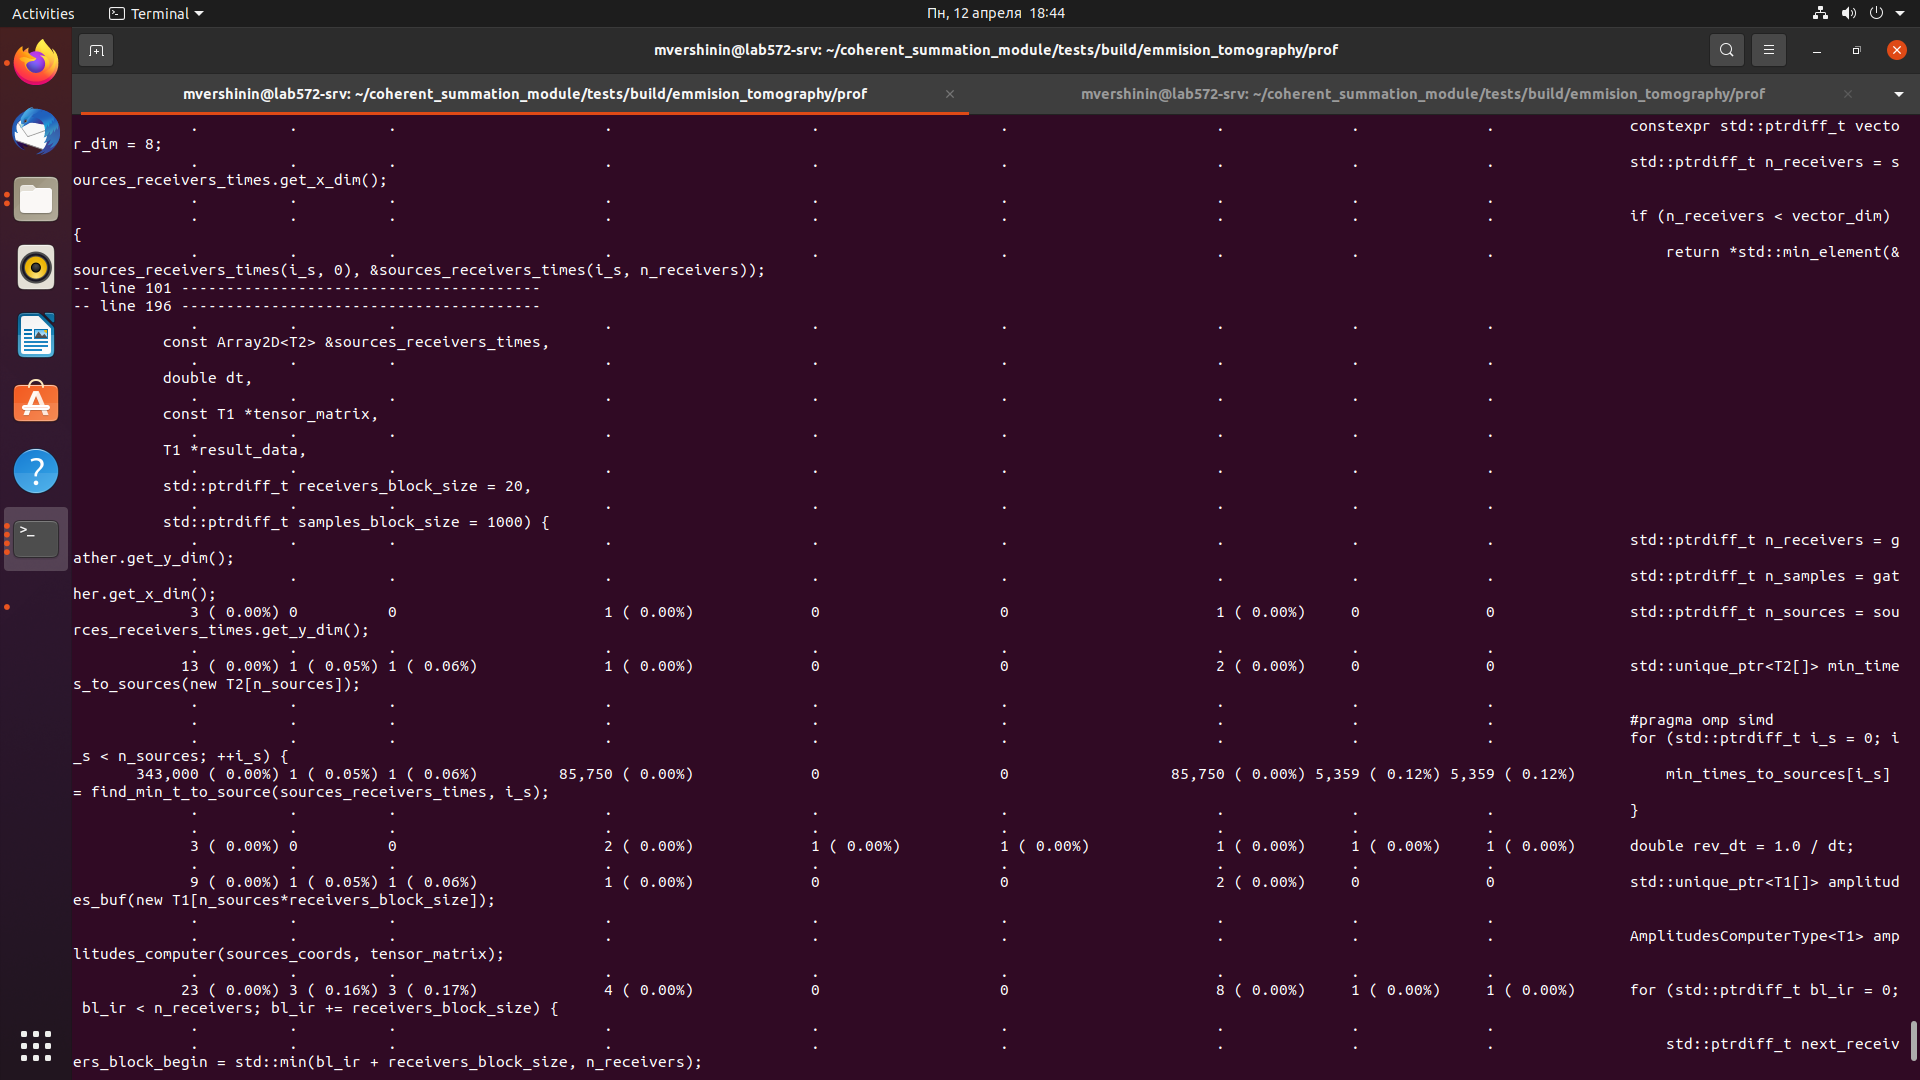 Activities Terminal Пн, 12 апреля 18:44
mvershinin@lab572-srv: ~/coherent_summation_module/tests/build/emmision_tomography/prof
mvershinin@lab572-srv: ~/coherent_summation_module/tests/build/emmision_tomography/prof mvershinin@lab572-srv: ~/coherent_summation_module/tests/build/emmision_tomography/prof
. . . . . . . . . constexpr std::ptrdiff_t vecto
r_dim = 8;
. . . . . . . . . std::ptrdiff_t n_receivers = s
ources_receivers_times.get_x_dim();
. . . . . . . . .
. . . . . . . . . if (n_receivers < vector_dim)
{
. . . . . . . . . return *std::min_element(&
sources_receivers_times(i_s, 0), &sources_receivers_times(i_s, n_receivers));
-- line 101 ----------------------------------------
-- line 196 ----------------------------------------
. . . . . . . . .
const Array2D<T2> &sources_receivers_times,
. . . . . . . . .
double dt,
. . . . . . . . .
const T1 *tensor_matrix,
. . . . . . . . .
T1 *result_data,
. . . . . . . . .
std::ptrdiff_t receivers_block_size = 20,
. . . . . . . . .
std::ptrdiff_t samples_block_size = 1000) {
. . . . . . . . . std::ptrdiff_t n_receivers = g
ather.get_y_dim();
. . . . . . . . . std::ptrdiff_t n_samples = gat
her.get_x_dim();
3 ( 0.00%) 0 0 1 ( 0.00%) 0 0 1 ( 0.00%) 0 0 std::ptrdiff_t n_sources = sou
rces_receivers_times.get_y_dim();
. . . . . . . . .
13 ( 0.00%) 1 ( 0.05%) 1 ( 0.06%) 1 ( 0.00%) 0 0 2 ( 0.00%) 0 0 std::unique_ptr<T2[]> min_time
s_to_sources(new T2[n_sources]);
. . . . . . . . .
. . . . . . . . . #pragma omp simd
. . . . . . . . . for (std::ptrdiff_t i_s = 0; i
_s < n_sources; ++i_s) {
343,000 ( 0.00%) 1 ( 0.05%) 1 ( 0.06%) 85,750 ( 0.00%) 0 0 85,750 ( 0.00%) 5,359 ( 0.12%) 5,359 ( 0.12%) min_times_to_sources[i_s]
= find_min_t_to_source(sources_receivers_times, i_s);
. . . . . . . . . }
. . . . . . . . .
3 ( 0.00%) 0 0 2 ( 0.00%) 1 ( 0.00%) 1 ( 0.00%) 1 ( 0.00%) 1 ( 0.00%) 1 ( 0.00%) double rev_dt = 1.0 / dt;
. . . . . . . . .
9 ( 0.00%) 1 ( 0.05%) 1 ( 0.06%) 1 ( 0.00%) 0 0 2 ( 0.00%) 0 0 std::unique_ptr<T1[]> amplitud
es_buf(new T1[n_sources*receivers_block_size]);
. . . . . . . . .
. . . . . . . . . AmplitudesComputerType<T1> amp
litudes_computer(sources_coords, tensor_matrix);
. . . . . . . . .
23 ( 0.00%) 3 ( 0.16%) 3 ( 0.17%) 4 ( 0.00%) 0 0 8 ( 0.00%) 1 ( 0.00%) 1 ( 0.00%) for (std::ptrdiff_t bl_ir = 0;
bl_ir < n_receivers; bl_ir += receivers_block_size) {
. . . . . . . . .
. . . . . . . . . std::ptrdiff_t next_receiv
ers_block_begin = std::min(bl_ir + receivers_block_size, n_receivers);